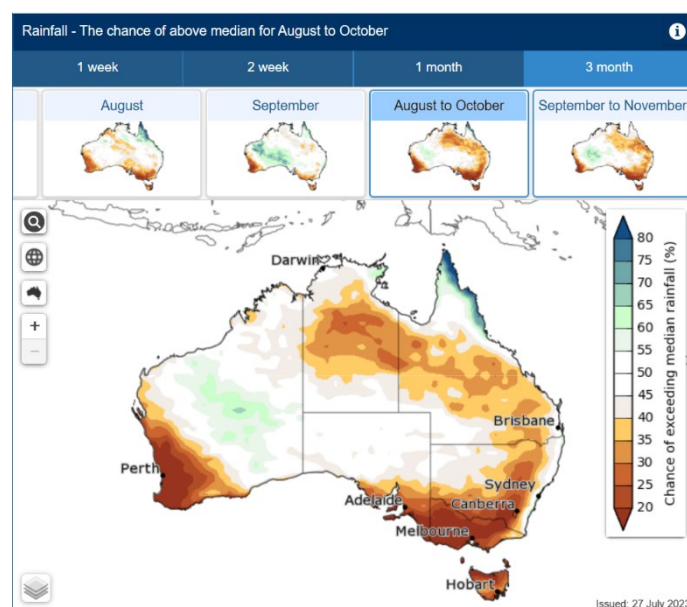 Rainfall - The chance of above median for August to October
1 week
2 week
1 month
3 month
August
September
August to October
September to November
Darwin
Brisbane
Perth
Sydney
Adelaide
Canberra
Melbourne
Hobart
80
75
70
65
60
55
50
45
40
35
30
25
20
Chance of exceeding median rainfall (%)
+
−
Issued: 27 July